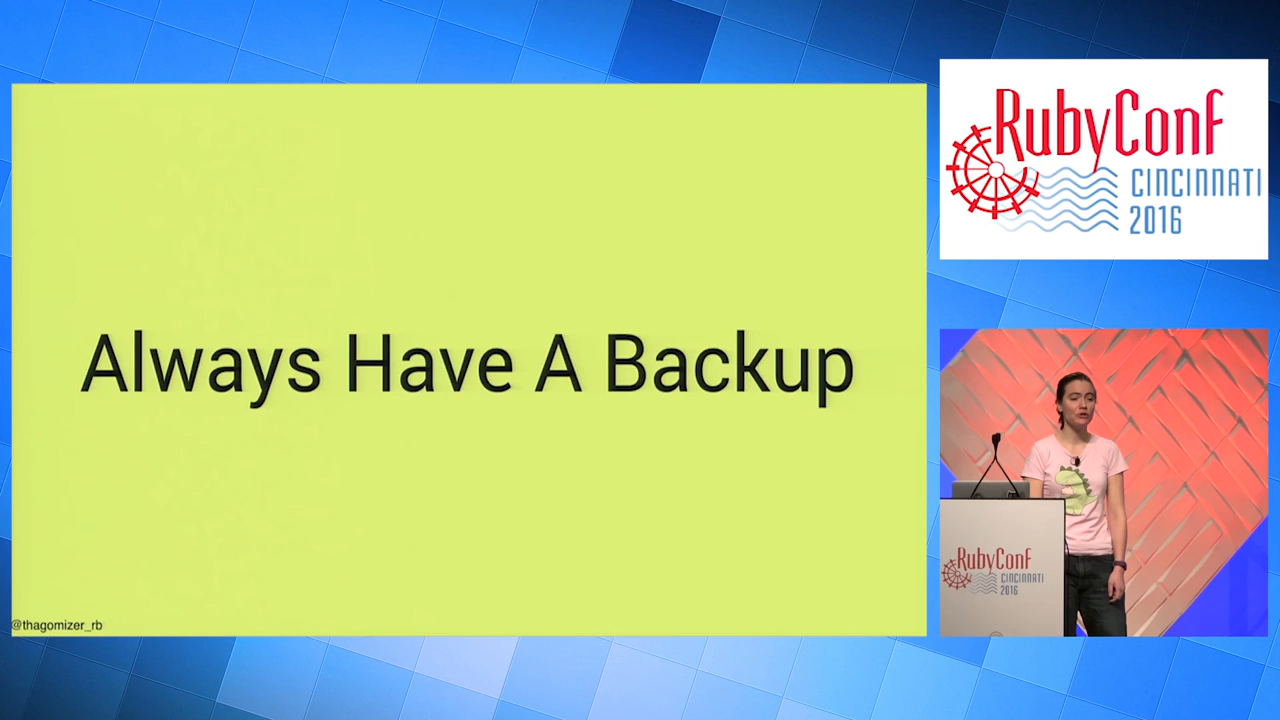 Always Have A Backup
@thagomizer_rb
RubyConf
CINCINNATI
2016
RubyConf
CINCINNATI
2016